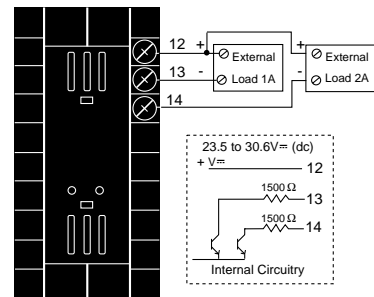 12 + External + External
13 - Load 1A - Load 2A
14
23.5 to 30.6V⎓ (dc)
+ V⎓
12
1500 Ω
13
1500 Ω
14
Internal Circuitry